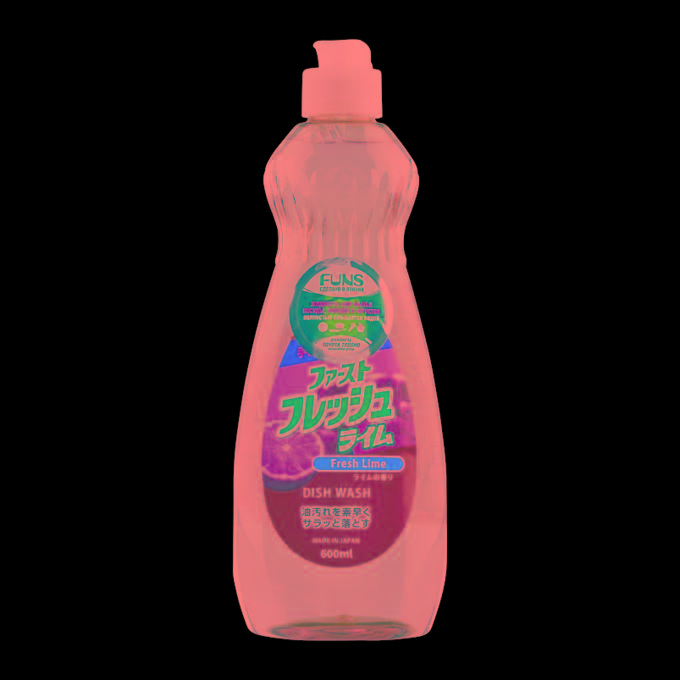 FUNS
СДЕЛАНО В ЯПОНИИ
ファースト
フレッシュ
ライム
Fresh Lime
ライムの香り
DISH WASH
油汚れを素早く
サラッと落とす
MADE IN JAPAN
600ml